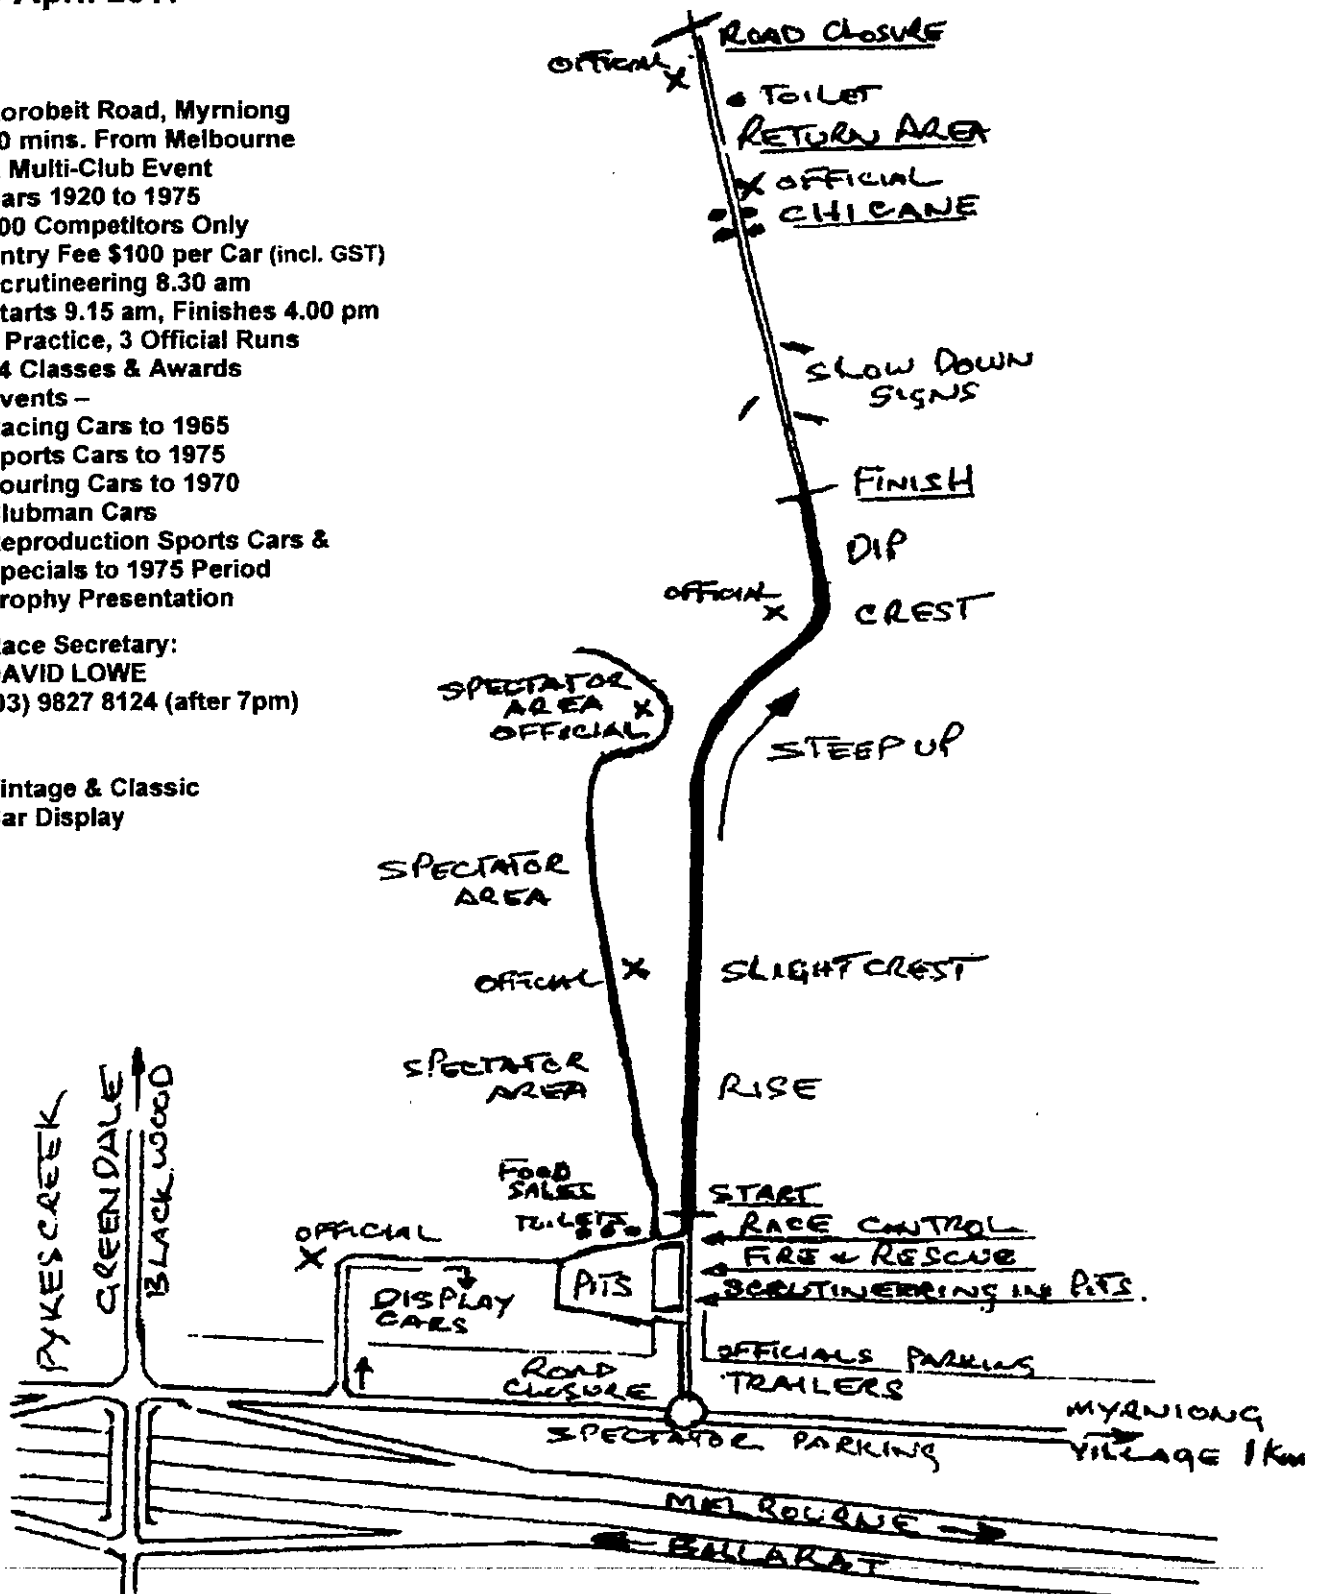 orobeit Road, Myrniong
0 mins. From Melbourne
Multi-Club Event
ars 1920 to 1975
00 Competitors Only
ntry Fee $100 per Car (incl. GST)
crutineering 8.30 am
tarts 9.15 am, Finishes 4.00 pm
Practice, 3 Official Runs
4 Classes & Awards
vents –
acing Cars to 1965
ports Cars to 1975
ouring Cars to 1970
lubman Cars
eproduction Sports Cars &
pecials to 1975 Period
rophy Presentation
ace Secretary:
AVID LOWE
03) 9827 8124 (after 7pm)
intage & Classic
ar Display
ROAD CLOSURE
OFFICIAL
TOILET
RETURN AREA
OFFICIAL
CHICANE
SLOW DOWN
SIGNS
FINISH
DIP
OFFICIAL
CREST
SPECTATOR
AREA
OFFICIAL
STEEP UP
SPECTATOR
AREA
OFFICIAL
SLIGHT CREST
SPECTATOR
AREA
RISE
FOOD
SALES
TOILETS
START
RACE CONTROL
FIRE & RESCUE
SCRUTINEERING IN PITS.
OFFICIAL
PITS
DISPLAY
CARS
PYKES CREEK
GREENDALE
BLACKWOOD
ROAD
CLOSURE
OFFICIALS PARKING
TRAILERS
SPECTATOR PARKING
MYRNIONG
VILLAGE 1 Km
MELBOURNE
BALLARAT